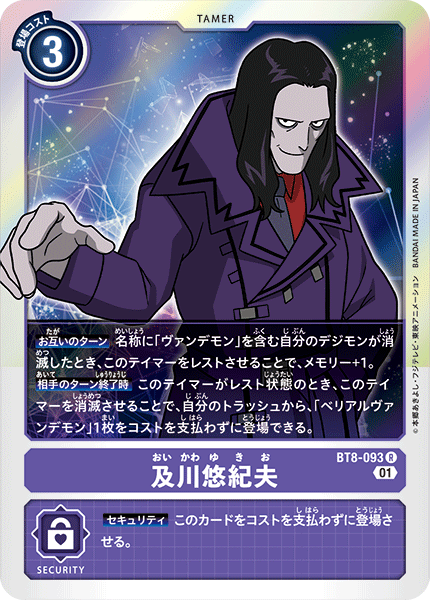 TAMER
登場コスト
3
お互いのターン 名称に「ヴァンデモン」を含む自分のデジモンが消
滅したとき、このテイマーをレストさせることで、メモリー+1。
相手のターン終了時 このテイマーがレスト状態のとき、このテイ
マーを消滅させることで、自分のトラッシュから、「ベリアルヴァ
ンデモン」1枚をコストを支払わずに登場できる。
©本郷あきよし・フジテレビ・東映アニメーション BANDAI MADE IN JAPAN
BT8-093 R
01
おいかわゆきお
及川悠紀夫
セキュリティ このカードをコストを支払わずに登場さ
せる。
SECURITY